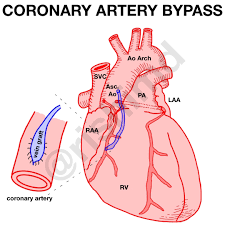 CORONARY ARTERY BYPASS
Ao Arch
SVC
Asc
Ao
PA
LAA
RAA
vein graft
RV
coronary artery